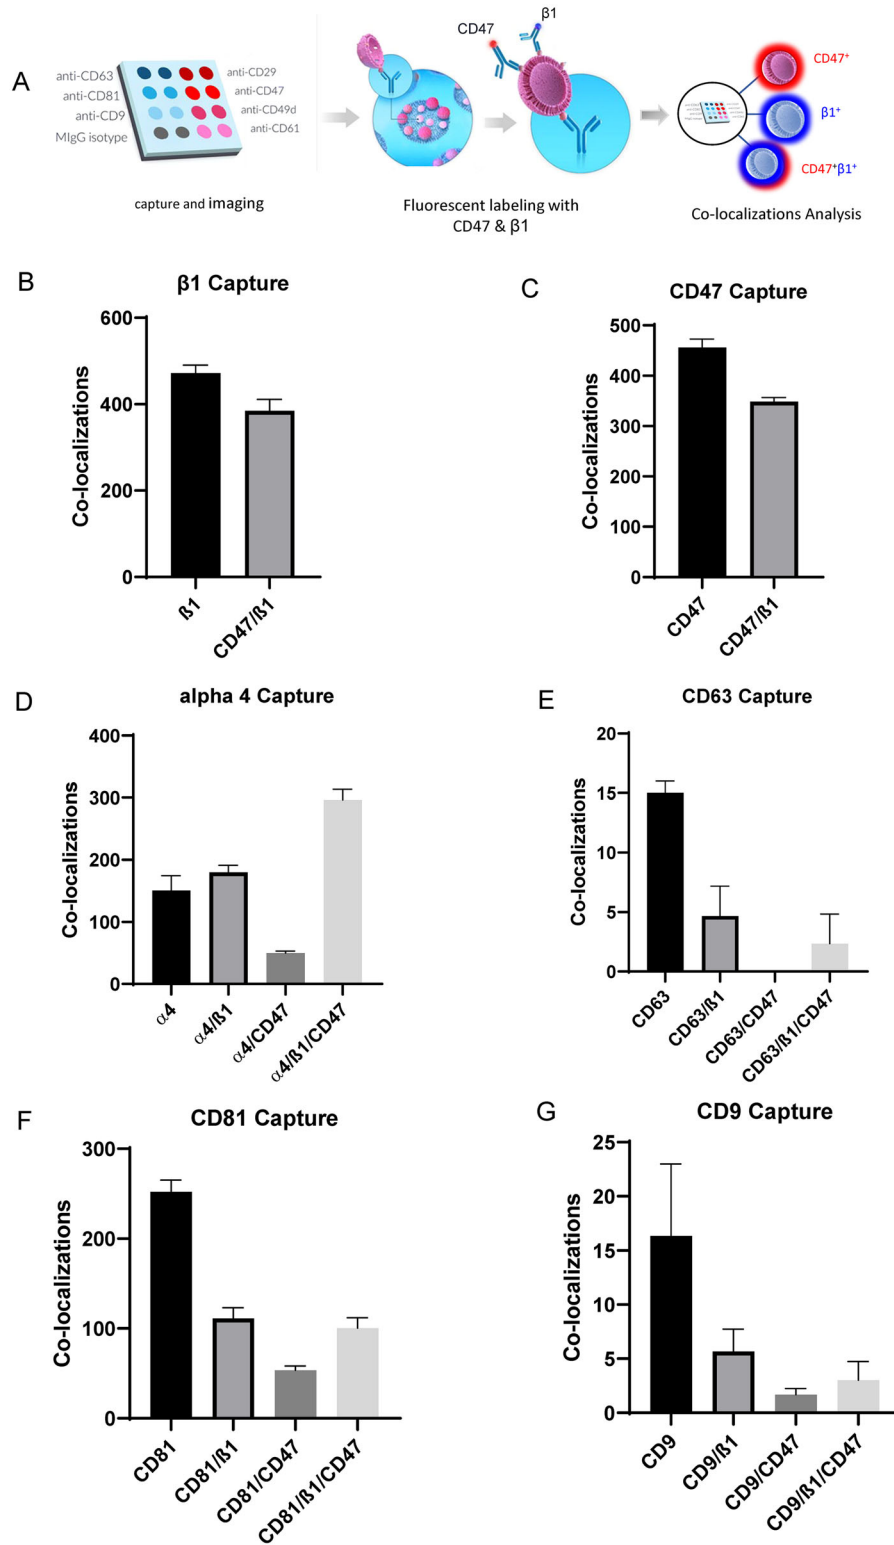 A
anti-CD63
anti-CD81
anti-CD9
MIgG isotype
anti-CD29
anti-CD47
anti-CD49d
anti-CD61
capture and imaging
CD47
β1
Fluorescent labeling with
CD47 & β1
CD47⁺
β1⁺
CD47⁺β1⁺
Co-localizations Analysis
B
β1 Capture
Co-localizations
600
400
200
0
ß1
CD47/ß1
C
CD47 Capture
Co-localizations
500
400
300
200
100
0
CD47
CD47/ß1
D
alpha 4 Capture
Co-localizations
400
300
200
100
0
α4
α4/ß1
α4/CD47
α4/ß1/CD47
E
CD63 Capture
Co-localizations
20
15
10
5
0
CD63
CD63/ß1
CD63/CD47
CD63/ß1/CD47
F
CD81 Capture
Co-localizations
300
200
100
0
CD81
CD81/ß1
CD81/CD47
CD81/ß1/CD47
G
CD9 Capture
Co-localizations
25
20
15
10
5
0
CD9
CD9/ß1
CD9/CD47
CD9/ß1/CD47